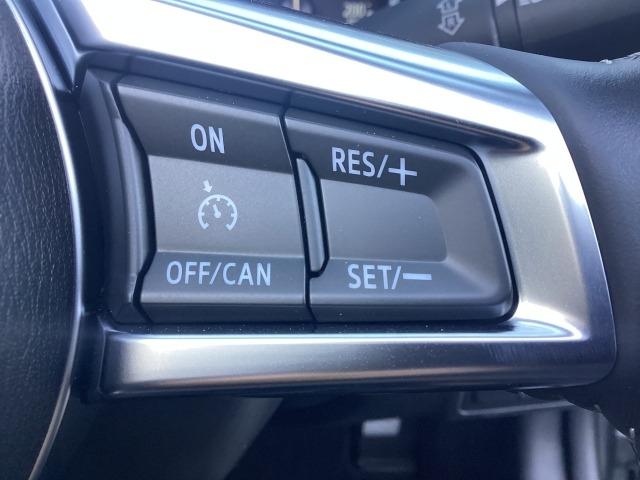 ON
OFF/CAN
RES/+
SET/−